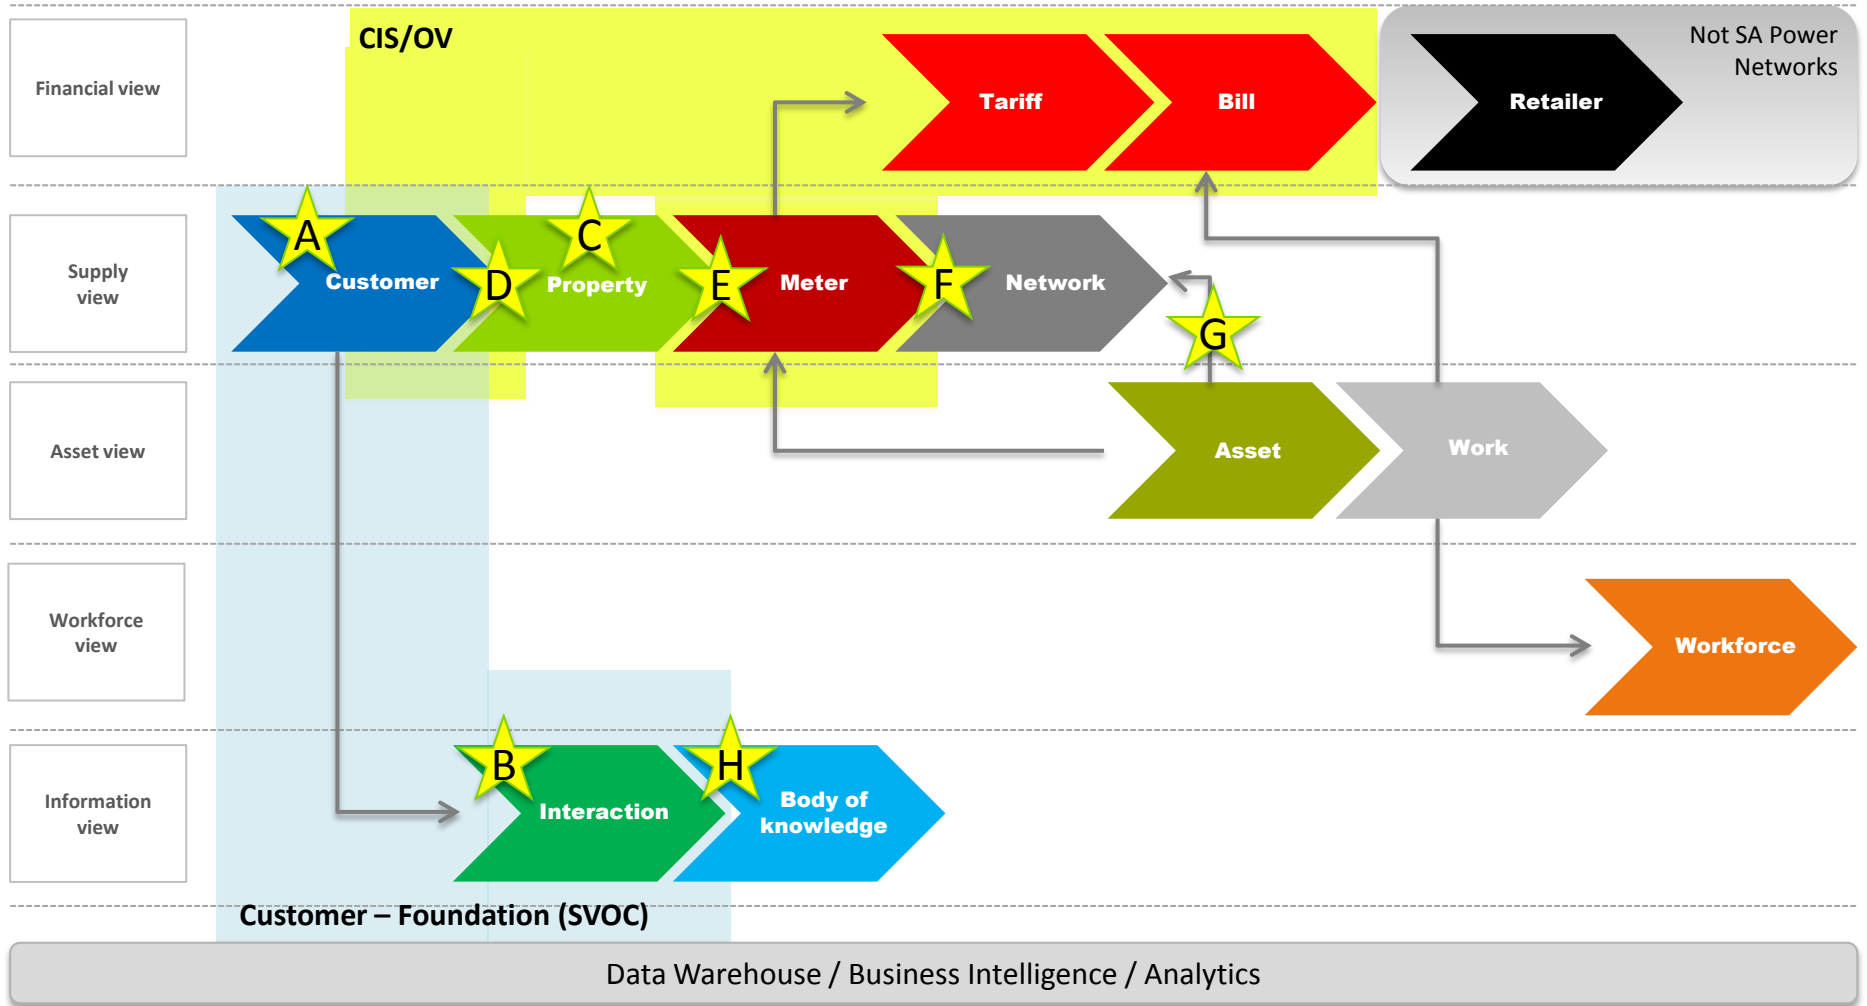 CIS/OV
Not SA Power
Networks
Financial view
Tariff
Bill
Retailer
A
C
Supply
view
Customer
D
Property
E
Meter
F
Network
G
Asset view
Asset
Work
Workforce
view
Workforce
B
H
Information
view
Interaction
Body of
knowledge
Customer – Foundation (SVOC)
Data Warehouse / Business Intelligence / Analytics